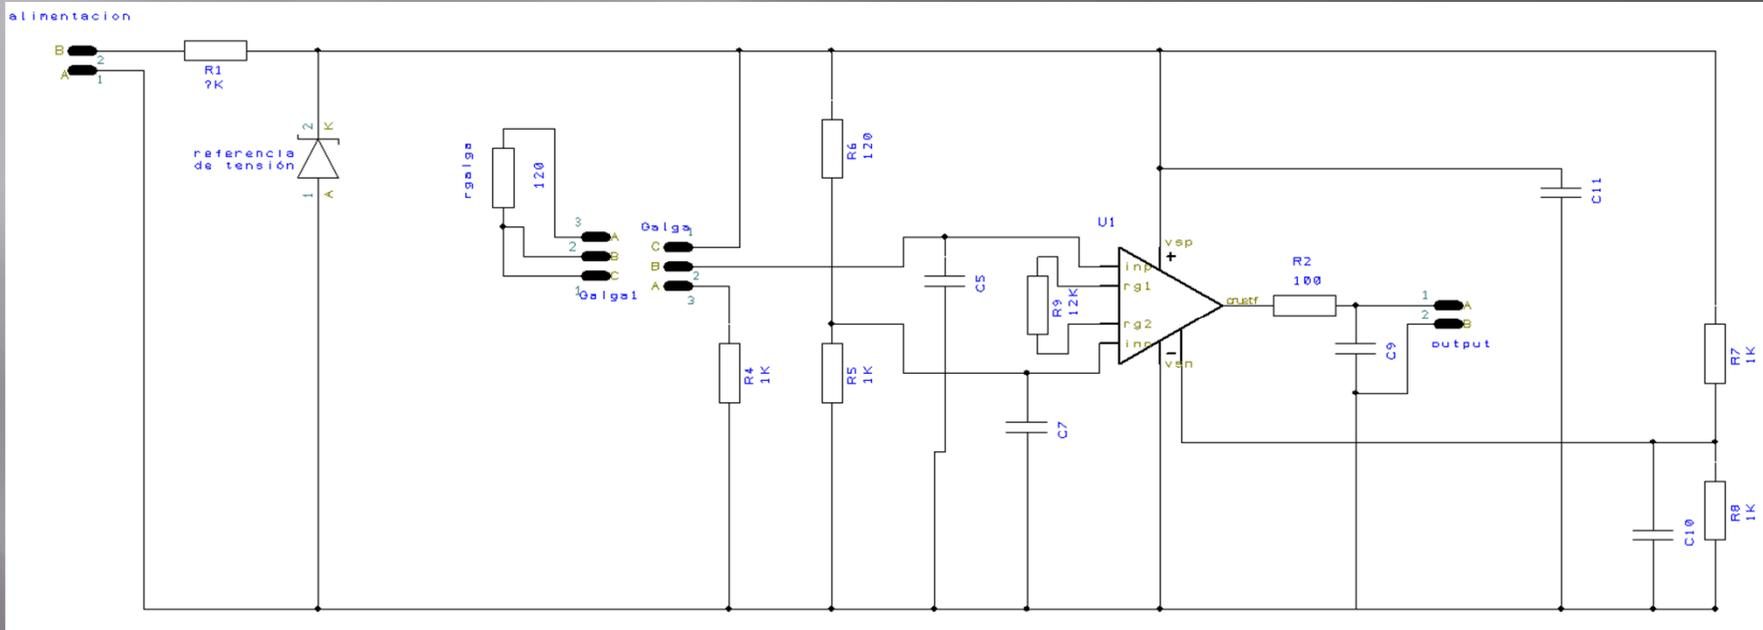 alimentacion
B
2
A
1
R1
?K
2
K
referencia
de tensión
1
A
rgalga
120
3
A
2
B
C
1
Galga1
Galga
1
C
B
2
A
3
R4
1K
R6
120
R5
1K
C5
C7
R9
12K
U1
vsp
+
inp
rg1
rg2
-
vsn
R2
100
C9
1
A
2
B
output
C11
R7
1K
C10
R8
1K